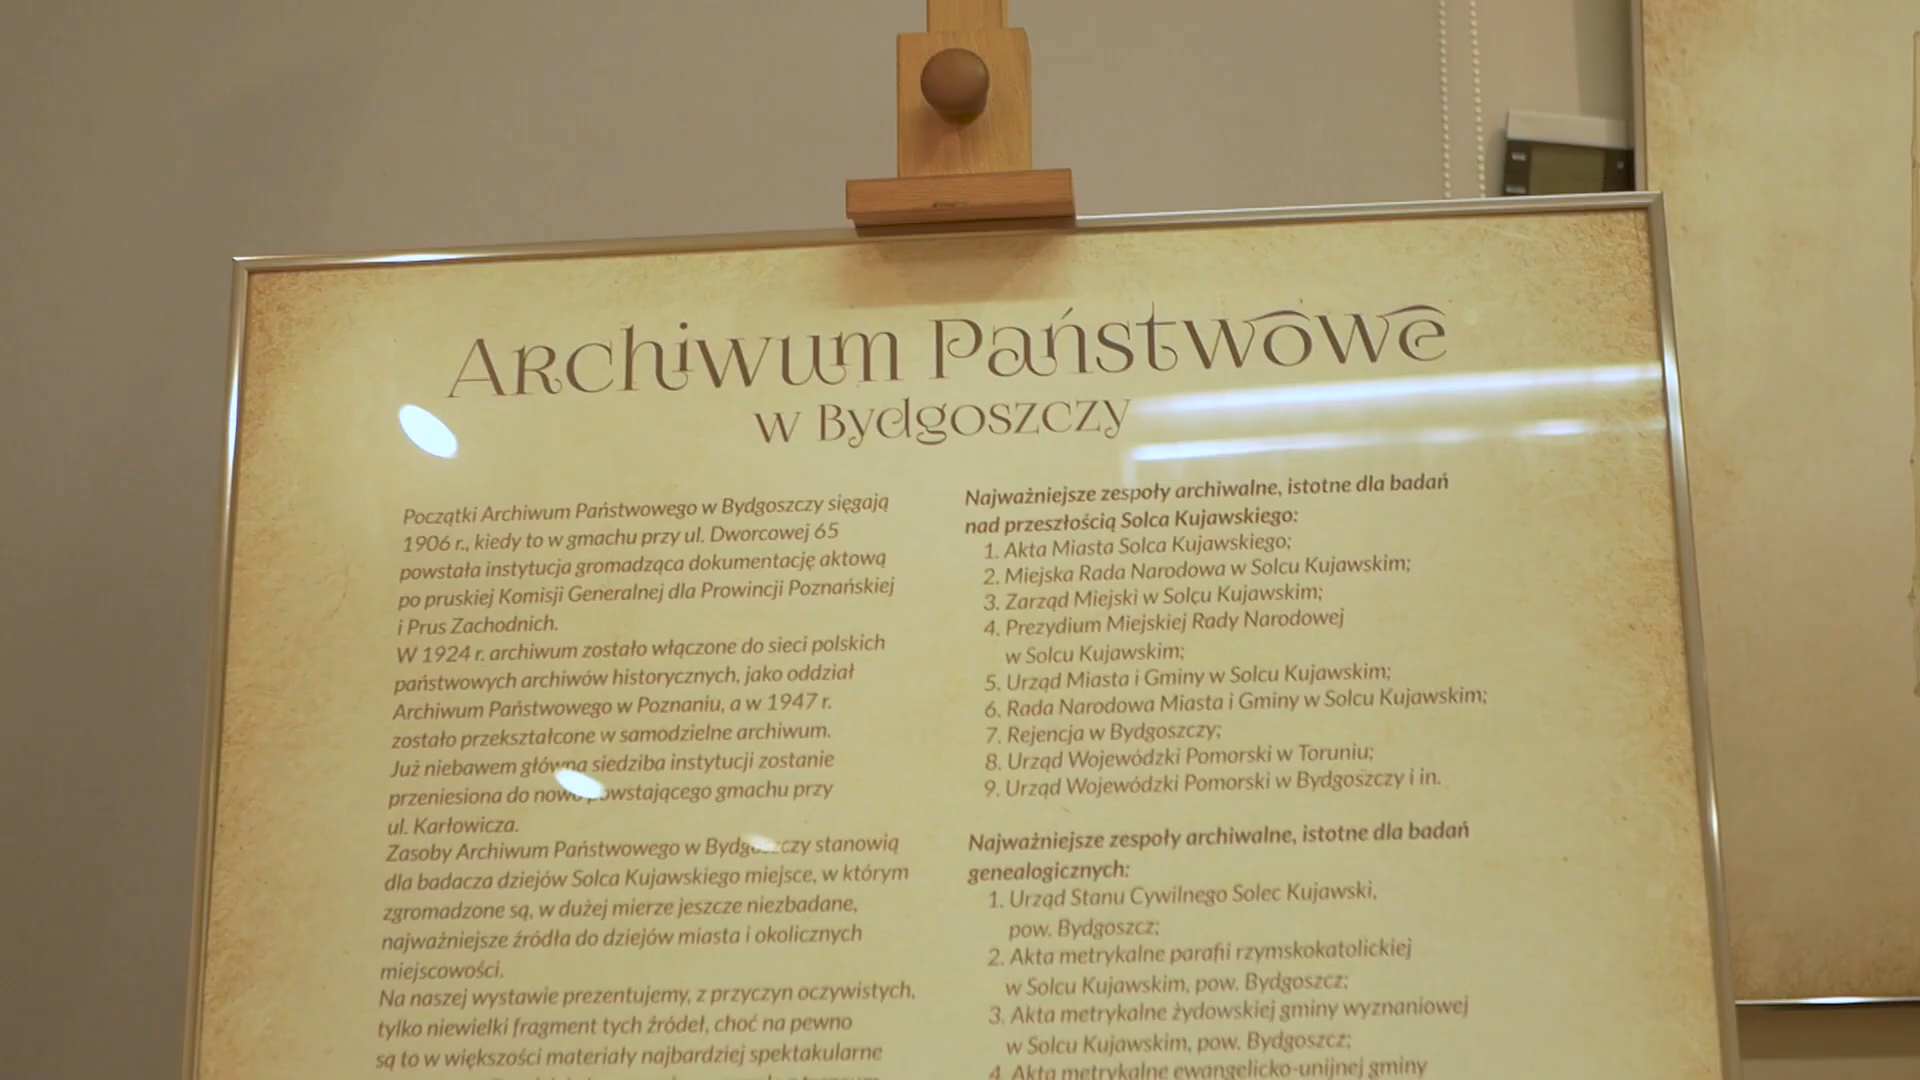 Archiwum Państwowe
w Bydgoszczy
Początki Archiwum Państwowego w Bydgoszczy sięgają
1906 r., kiedy to w gmachu przy ul. Dworcowej 65
powstała instytucja gromadząca dokumentację aktową
po pruskiej Komisji Generalnej dla Prowincji Poznańskiej
i Prus Zachodnich.
W 1924 r. archiwum zostało włączone do sieci polskich
państwowych archiwów historycznych, jako oddział
Archiwum Państwowego w Poznaniu, a w 1947 r.
zostało przekształcone w samodzielne archiwum.
Już niebawem główna siedziba instytucji zostanie
przeniesiona do nowo powstającego gmachu przy
ul. Karłowicza.
Zasoby Archiwum Państwowego w Bydgoszczy stanowią
dla badacza dziejów Solca Kujawskiego miejsce, w którym
zgromadzone są, w dużej mierze jeszcze niezbadane,
najważniejsze źródła do dziejów miasta i okolicznych
miejscowości.
Na naszej wystawie prezentujemy, z przyczyn oczywistych,
tylko niewielki fragment tych źródeł, choć na pewno
są to w większości materiały najbardziej spektakularne
Najważniejsze zespoły archiwalne, istotne dla badań
nad przeszłością Solca Kujawskiego:
1. Akta Miasta Solca Kujawskiego;
2. Miejska Rada Narodowa w Solcu Kujawskim;
3. Zarząd Miejski w Solcu Kujawskim;
4. Prezydium Miejskiej Rady Narodowej
w Solcu Kujawskim;
5. Urząd Miasta i Gminy w Solcu Kujawskim;
6. Rada Narodowa Miasta i Gminy w Solcu Kujawskim;
7. Rejencja w Bydgoszczy;
8. Urząd Wojewódzki Pomorski w Toruniu;
9. Urząd Wojewódzki Pomorski w Bydgoszczy i in.
Najważniejsze zespoły archiwalne, istotne dla badań
genealogicznych:
1. Urząd Stanu Cywilnego Solec Kujawski,
pow. Bydgoszcz;
2. Akta metrykalne parafii rzymskokatolickiej
w Solcu Kujawskim, pow. Bydgoszcz;
3. Akta metrykalne żydowskiej gminy wyznaniowej
w Solcu Kujawskim, pow. Bydgoszcz;
4. Akta metrykalne ewangelicko-unijnej gminy